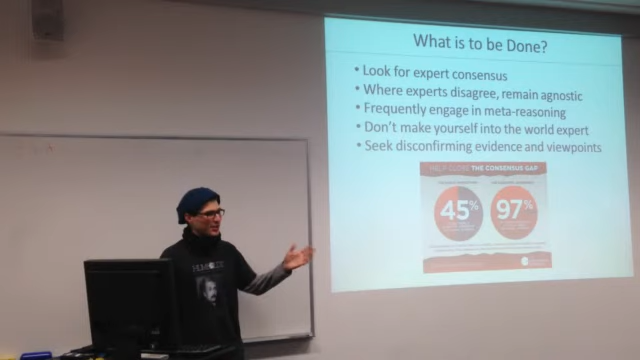 What is to be Done?
• Look for expert consensus
• Where experts disagree, remain agnostic
• Frequently engage in meta-reasoning
• Don't make yourself into the world expert
• Seek disconfirming evidence and viewpoints
THE CONSENSUS GAP
45%
97%